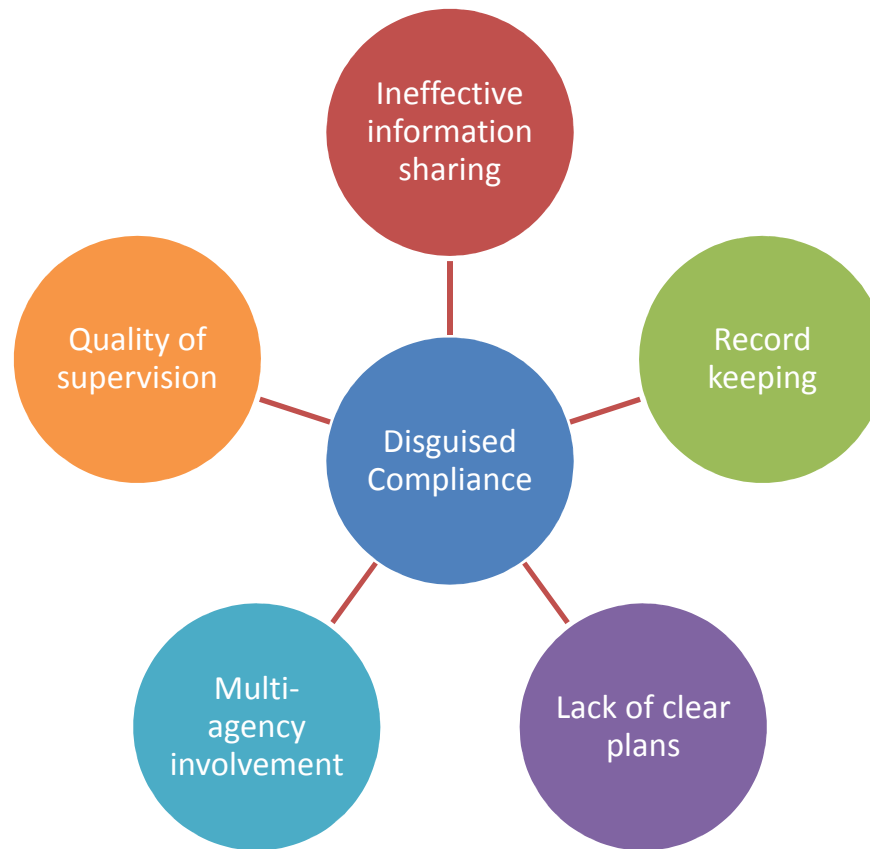 Ineffective
information
sharing
Quality of
supervision
Record
keeping
Disguised
Compliance
Multi-
agency
involvement
Lack of clear
plans